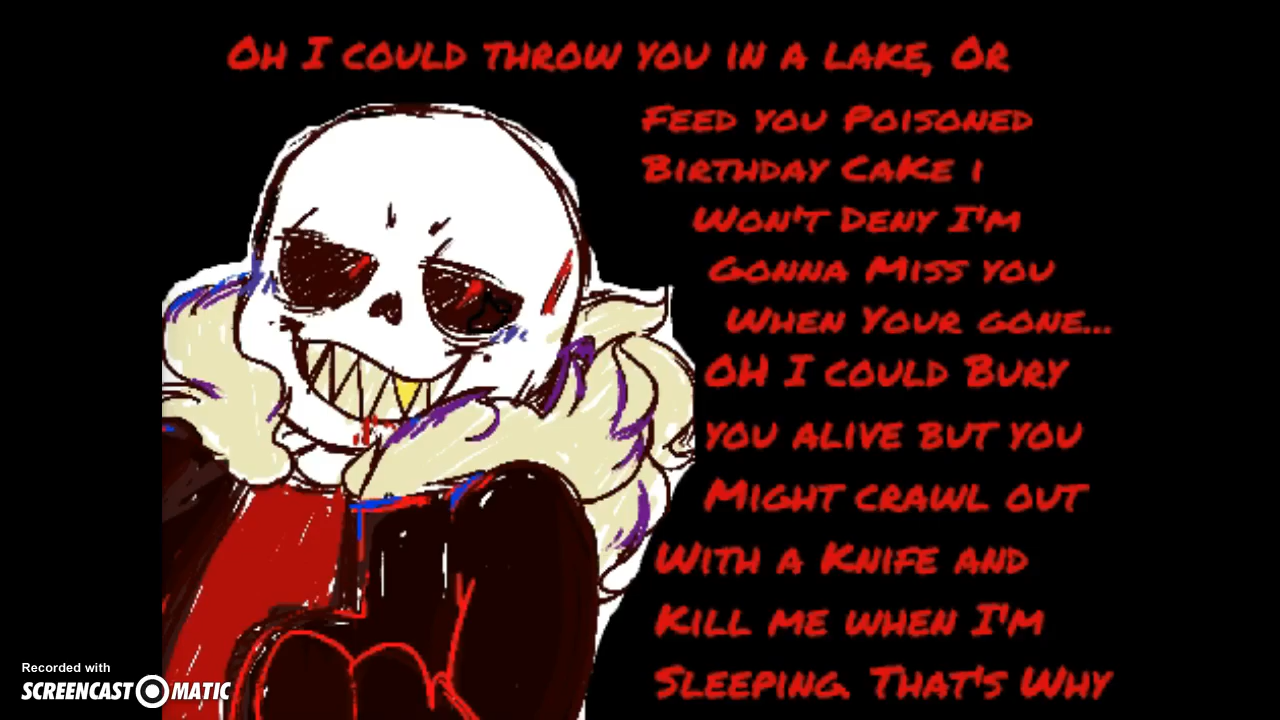 Oh I could throw you in a lake, Or
Feed you Poisoned
Birthday CaKe i
Won't Deny I'm
Gonna Miss you
When Your gone...
OH I could Bury
you alive but you
Might crawl out
With a Knife and
Kill me when I'm
Sleeping. That's Why
Recorded with
SCREENCAST-O-MATIC